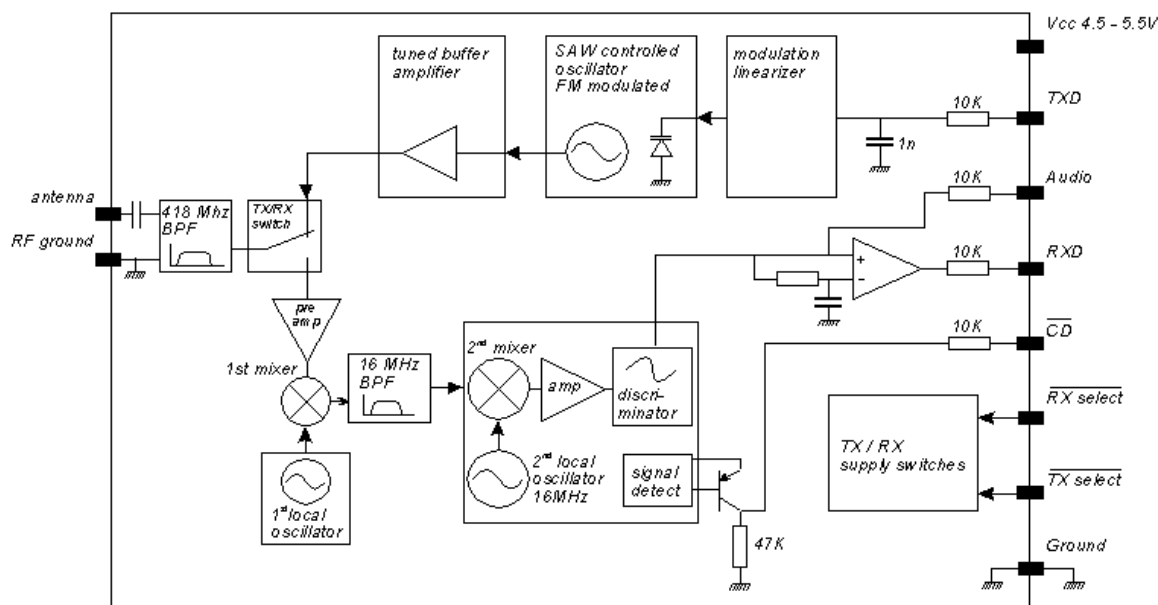 Vcc 4.5 - 5.5V
tuned buffer
amplifier
SAW controlled
oscillator
FM modulated
modulation
linearizer
10K
TXD
1n
10K
Audio
antenna
418 Mhz
BPF
TX/RX
switch
RF ground
+
-
10K
RXD
pre
amp
10K
CD
1st mixer
16 MHz
BPF
2nd mixer
amp
discri-
minator
RX select
TX / RX
supply switches
TX select
2nd local
oscillator
16MHz
signal
detect
1st local
oscillator
47K
Ground